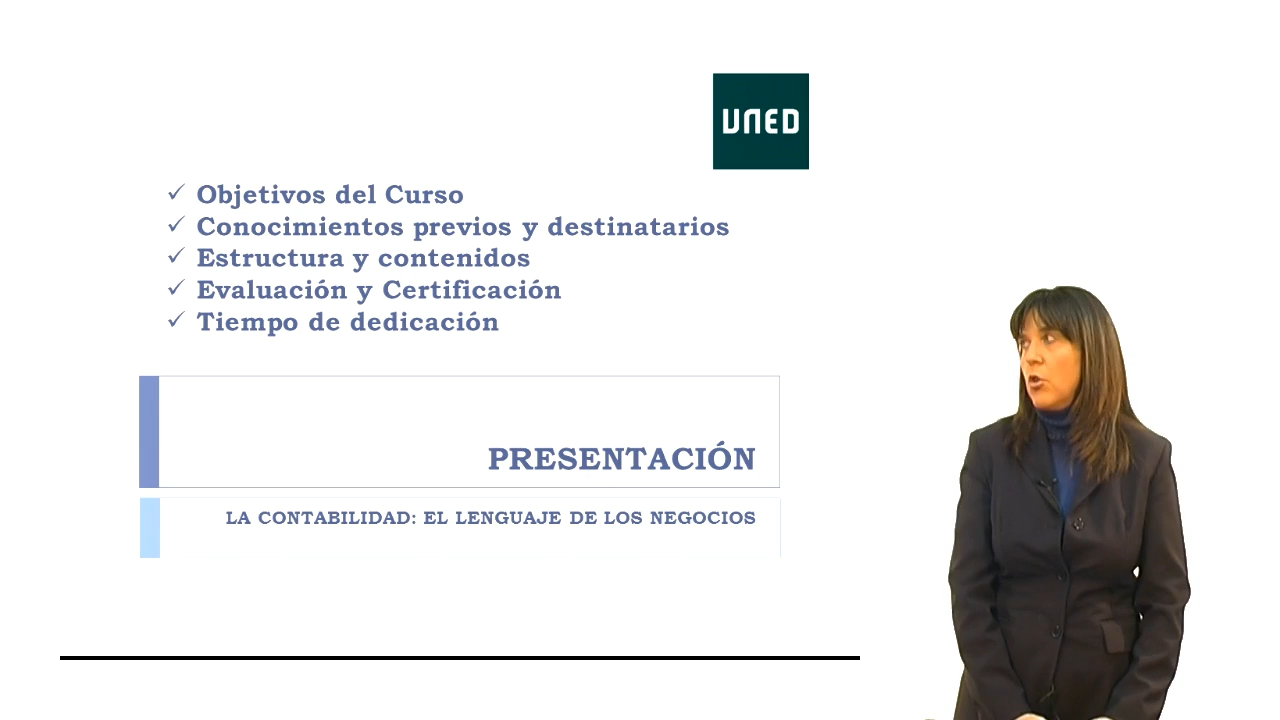 UNED
Objetivos del Curso
Conocimientos previos y destinatarios
Estructura y contenidos
Evaluación y Certificación
Tiempo de dedicación
PRESENTACIÓN
LA CONTABILIDAD: EL LENGUAJE DE LOS NEGOCIOS